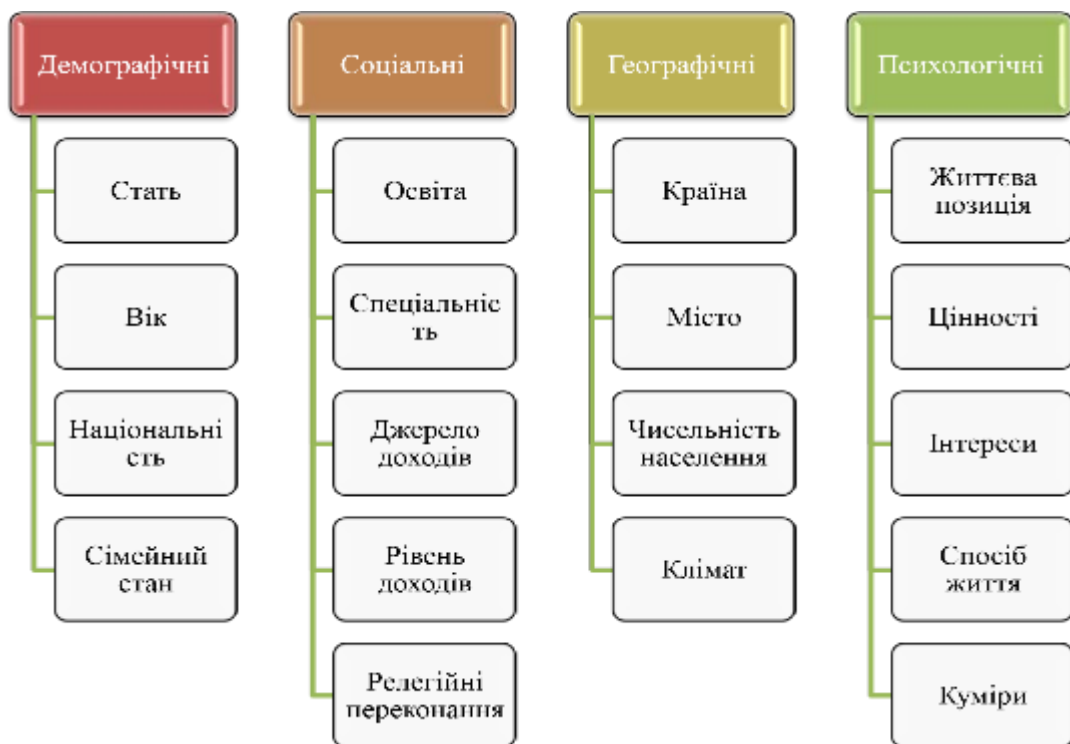 Демографічні
Стать
Вік
Національні
сть
Сімейний
стан
Соціальні
Освіта
Спеціальніс
ть
Джерело
доходів
Рівень
доходів
Релегійні
переконання
Географічні
Країна
Місто
Чисельність
населення
Клімат
Психологічні
Життєва
позиція
Цінності
Інтереси
Спосіб
життя
Куміри